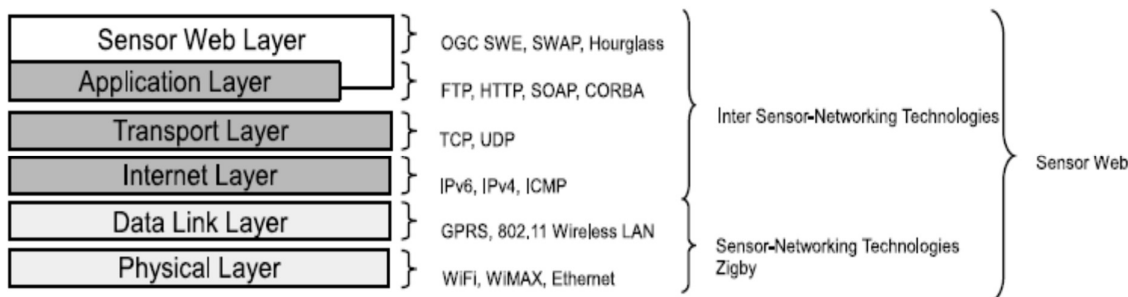 Sensor Web Layer
OGC SWE, SWAP, Hourglass
Application Layer
FTP, HTTP, SOAP, CORBA
Inter Sensor-Networking Technologies
Transport Layer
TCP, UDP
Sensor Web
Internet Layer
IPv6, IPv4, ICMP
Data Link Layer
GPRS, 802.11 Wireless LAN
Sensor-Networking Technologies
Zigby
Physical Layer
WiFi, WiMAX, Ethernet